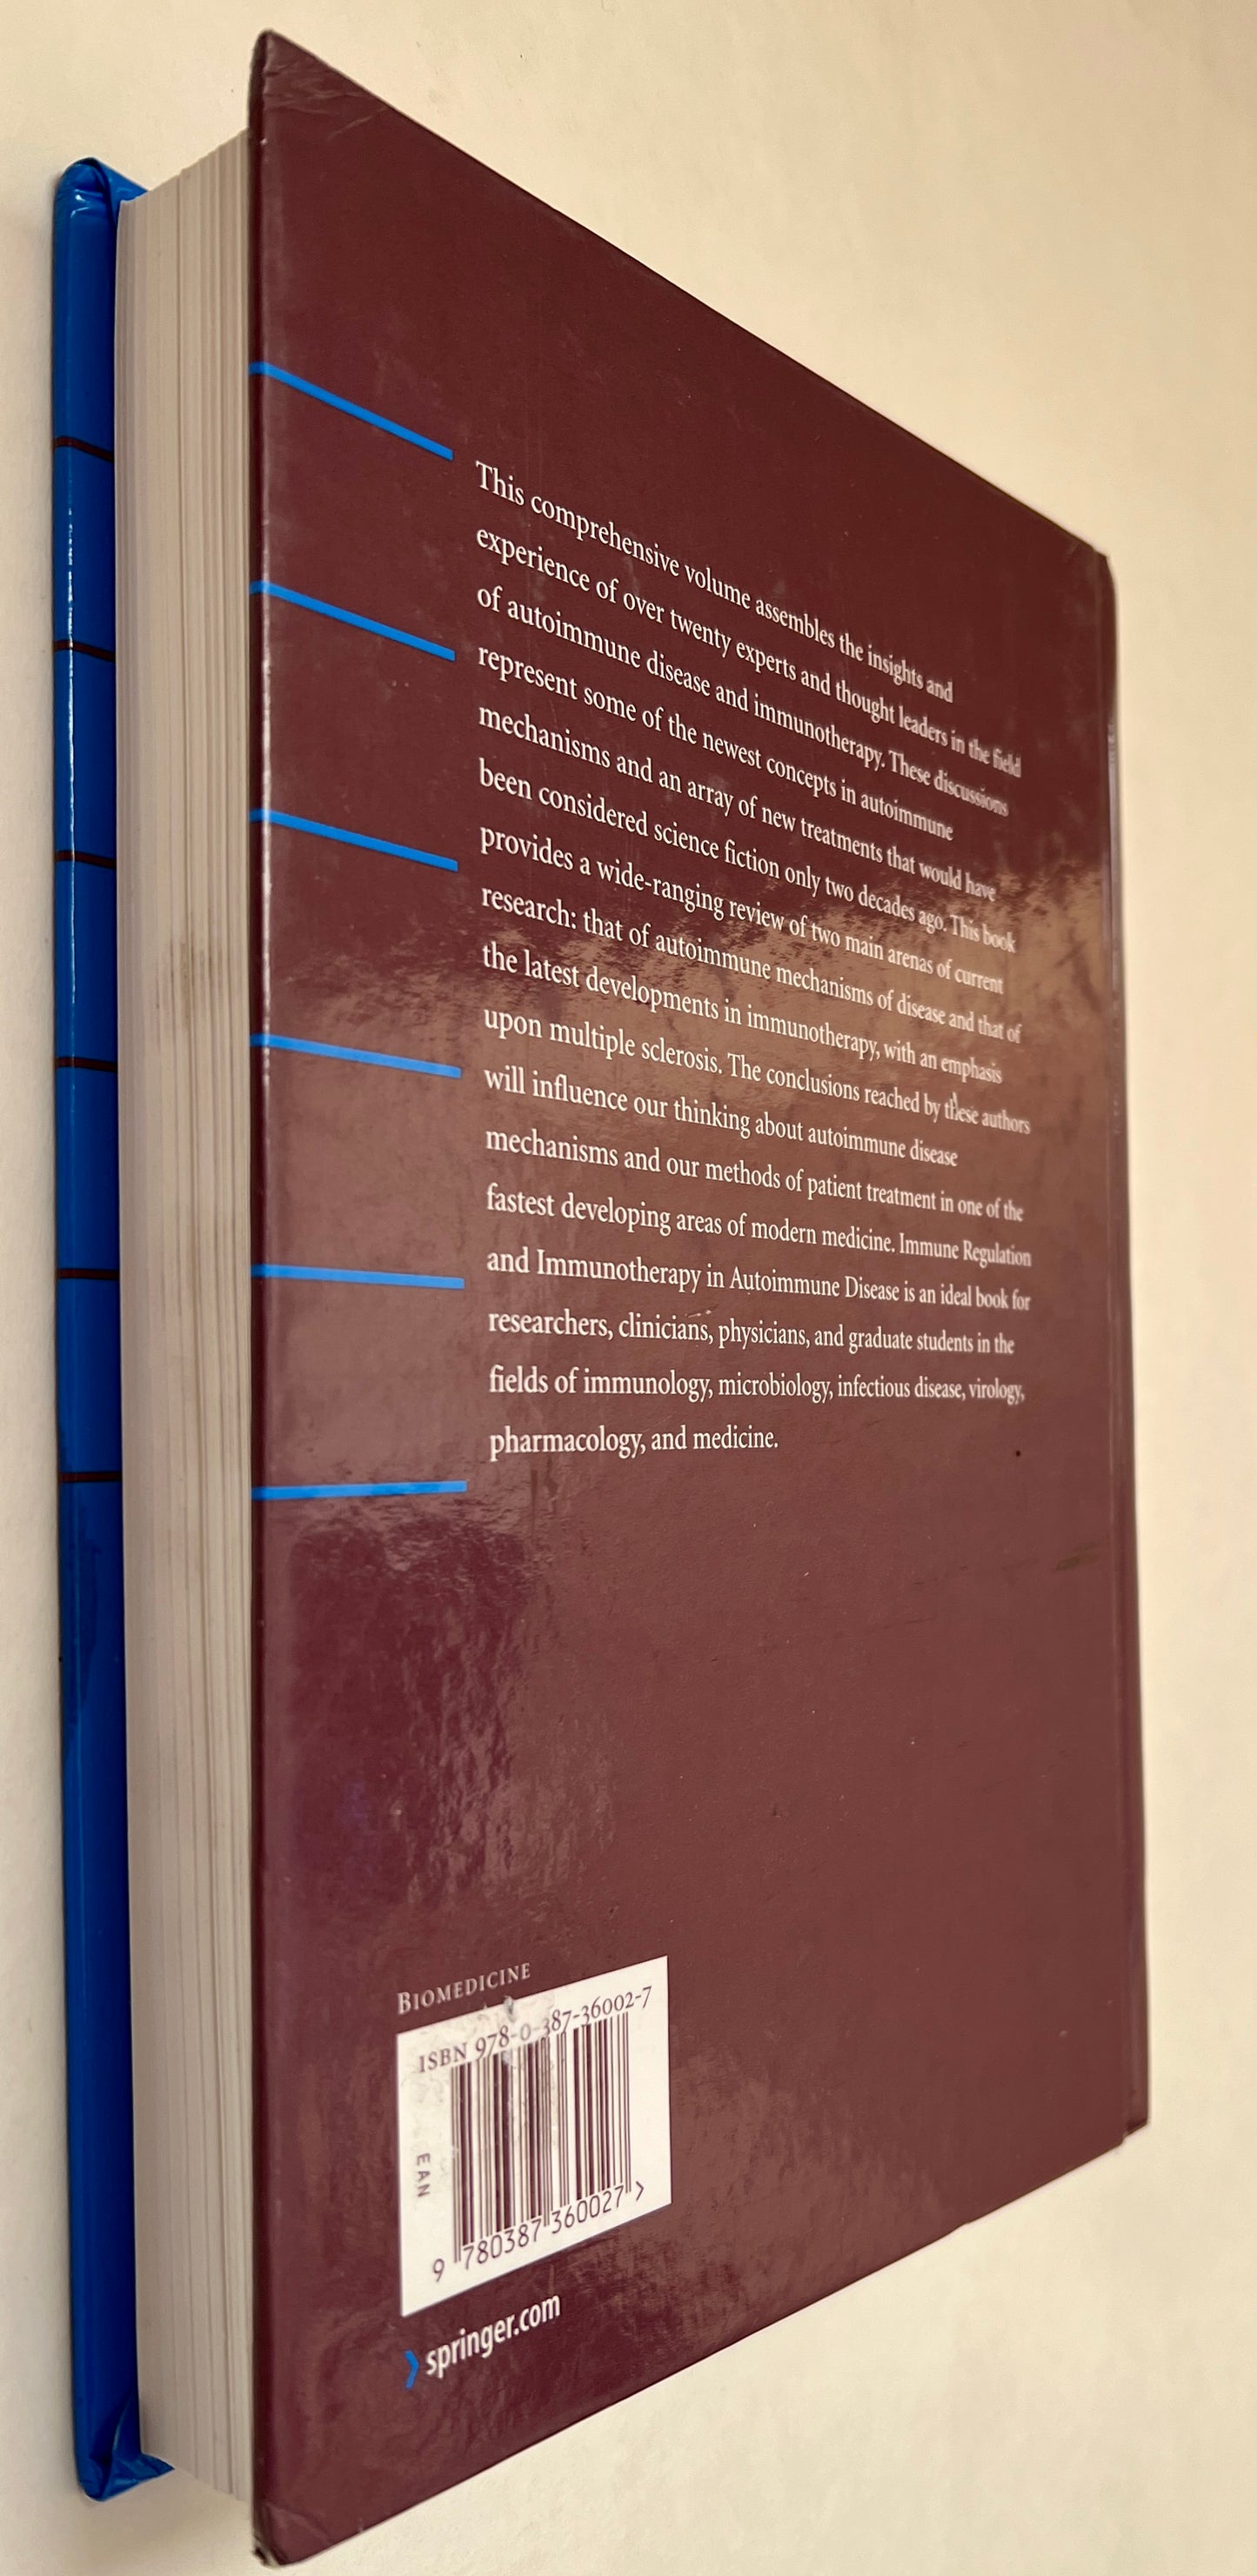 This comprehensive volume assembles the insights and
experience of over twenty experts and thought leaders in the field
of autoimmune disease and immunotherapy. These discussions
represent some of the newest concepts in autoimmune
mechanisms and an array of new treatments that would have
been considered science fiction only two decades ago. This book
provides a wide-ranging review of two main arenas of current
research: that of autoimmune mechanisms of disease and that of
the latest developments in immunotherapy, with an emphasis
upon multiple sclerosis. The conclusions reached by these authors
will influence our thinking about autoimmune disease
mechanisms and our methods of patient treatment in one of the
fastest developing areas of modern medicine. Immune Regulation
and Immunotherapy in Autoimmune Disease is an ideal book for
researchers, clinicians, physicians, and graduate students in the
fields of immunology, microbiology, infectious disease, virology,
pharmacology, and medicine.
BIOMEDICINE
ISBN 978-0-387-36002-7
EAN
9 780387 360027 >
› springer.com